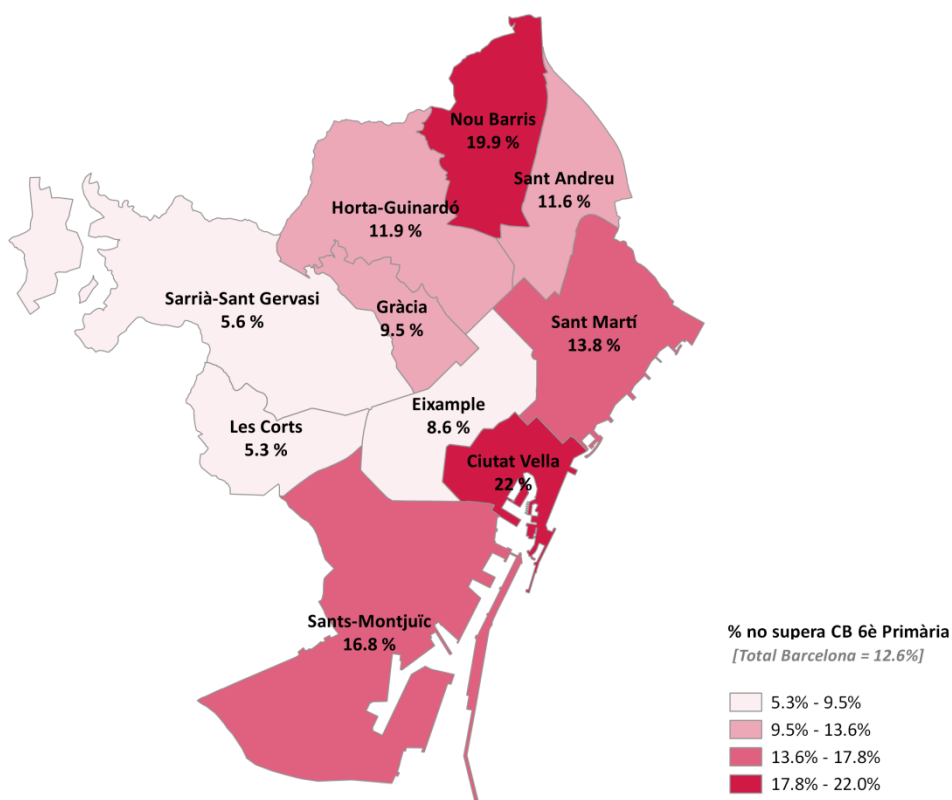 Nou Barris
19.9 %
Sant Andreu
11.6 %
Horta-Guinardó
11.9 %
Sarrià-Sant Gervasi
5.6 %
Gràcia
9.5 %
Sant Martí
13.8 %
Eixample
8.6 %
Les Corts
5.3 %
Ciutat Vella
22 %
Sants-Montjuïc
16.8 %
% no supera CB 6è Primària
[Total Barcelona = 12.6%]
5.3% - 9.5%
9.5% - 13.6%
13.6% - 17.8%
17.8% - 22.0%